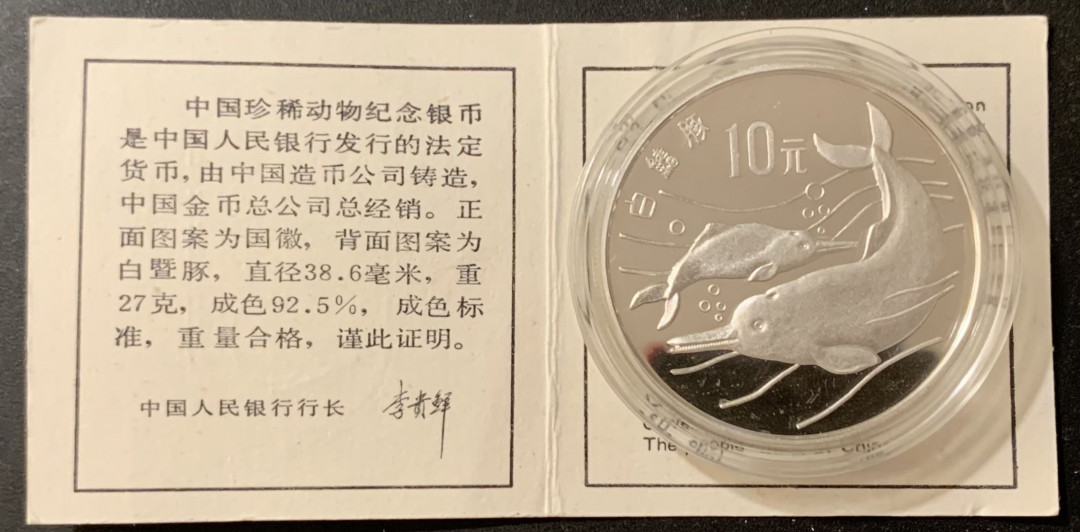 中国珍稀动物纪念银币
是中国人民银行发行的法定
货币，由中国造币公司铸造，
中国金币总公司总经销。正
面图案为国徽，背面图案为
白暨豚，直径38.6毫米，重
27克，成色92.5%，成色标
准，重量合格，谨此证明。
中国人民银行行长 李贵鲜
10元
白鱀豚
The